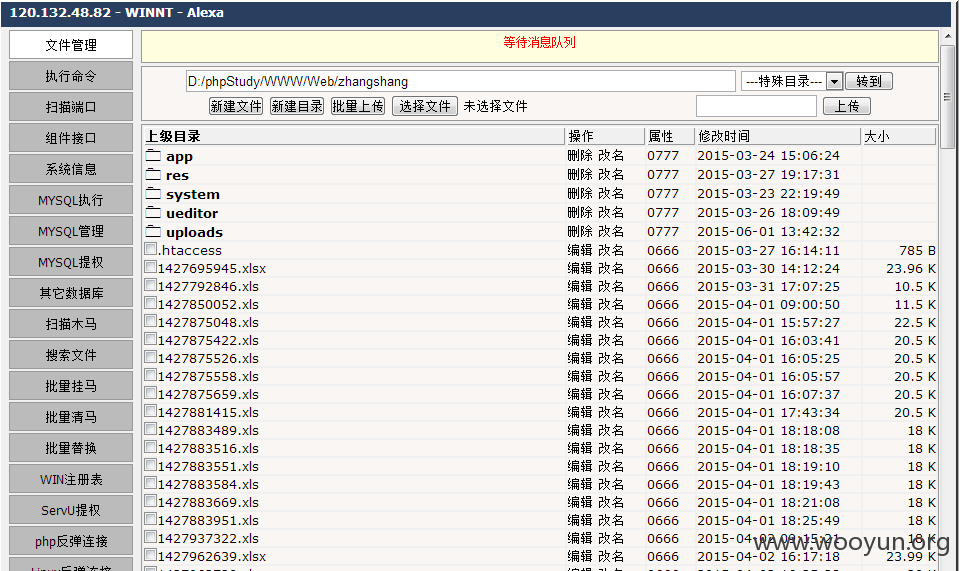 120.132.48.82 - WINNT - Alexa
文件管理
执行命令
扫描端口
组件接口
系统信息
MYSQL执行
MYSQL管理
MYSQL提权
其它数据库
扫描木马
搜索文件
批量挂马
批量清马
批量替换
WIN注册表
ServU提权
php反弹连接
等待消息队列
D:/phpStudy/WWW/Web/zhangshang ---特殊目录--- 转到
新建文件 新建目录 批量上传 选择文件 未选择文件 上传
上级目录 操作 属性 修改时间 大小
app 删除 改名 0777 2015-03-24 15:06:24
res 删除 改名 0777 2015-03-27 19:17:31
system 删除 改名 0777 2015-03-23 22:19:49
ueditor 删除 改名 0777 2015-03-26 18:09:49
uploads 删除 改名 0777 2015-06-01 13:42:32
.htaccess 编辑 改名 0666 2015-03-27 16:14:11 785 B
1427695945.xlsx 编辑 改名 0666 2015-03-30 14:12:24 23.96 K
1427792846.xls 编辑 改名 0666 2015-03-31 17:07:25 10.5 K
1427850052.xls 编辑 改名 0666 2015-04-01 09:00:50 11.5 K
1427875048.xls 编辑 改名 0666 2015-04-01 15:57:27 22.5 K
1427875422.xls 编辑 改名 0666 2015-04-01 16:03:41 20.5 K
1427875526.xls 编辑 改名 0666 2015-04-01 16:05:25 20.5 K
1427875558.xls 编辑 改名 0666 2015-04-01 16:05:57 20.5 K
1427875659.xls 编辑 改名 0666 2015-04-01 16:07:37 20.5 K
1427881415.xls 编辑 改名 0666 2015-04-01 17:43:34 20.5 K
1427883489.xls 编辑 改名 0666 2015-04-01 18:18:08 18 K
1427883516.xls 编辑 改名 0666 2015-04-01 18:18:35 18 K
1427883551.xls 编辑 改名 0666 2015-04-01 18:19:10 18 K
1427883584.xls 编辑 改名 0666 2015-04-01 18:19:43 18 K
1427883669.xls 编辑 改名 0666 2015-04-01 18:21:08 18 K
1427883951.xls 编辑 改名 0666 2015-04-01 18:25:49 18 K
1427937322.xls 编辑 改名 0666 2015-04-02 09:15:21 18 K
1427962639.xlsx 编辑 改名 0666 2015-04-02 16:17:18 23.99 K
www.wooyun.org